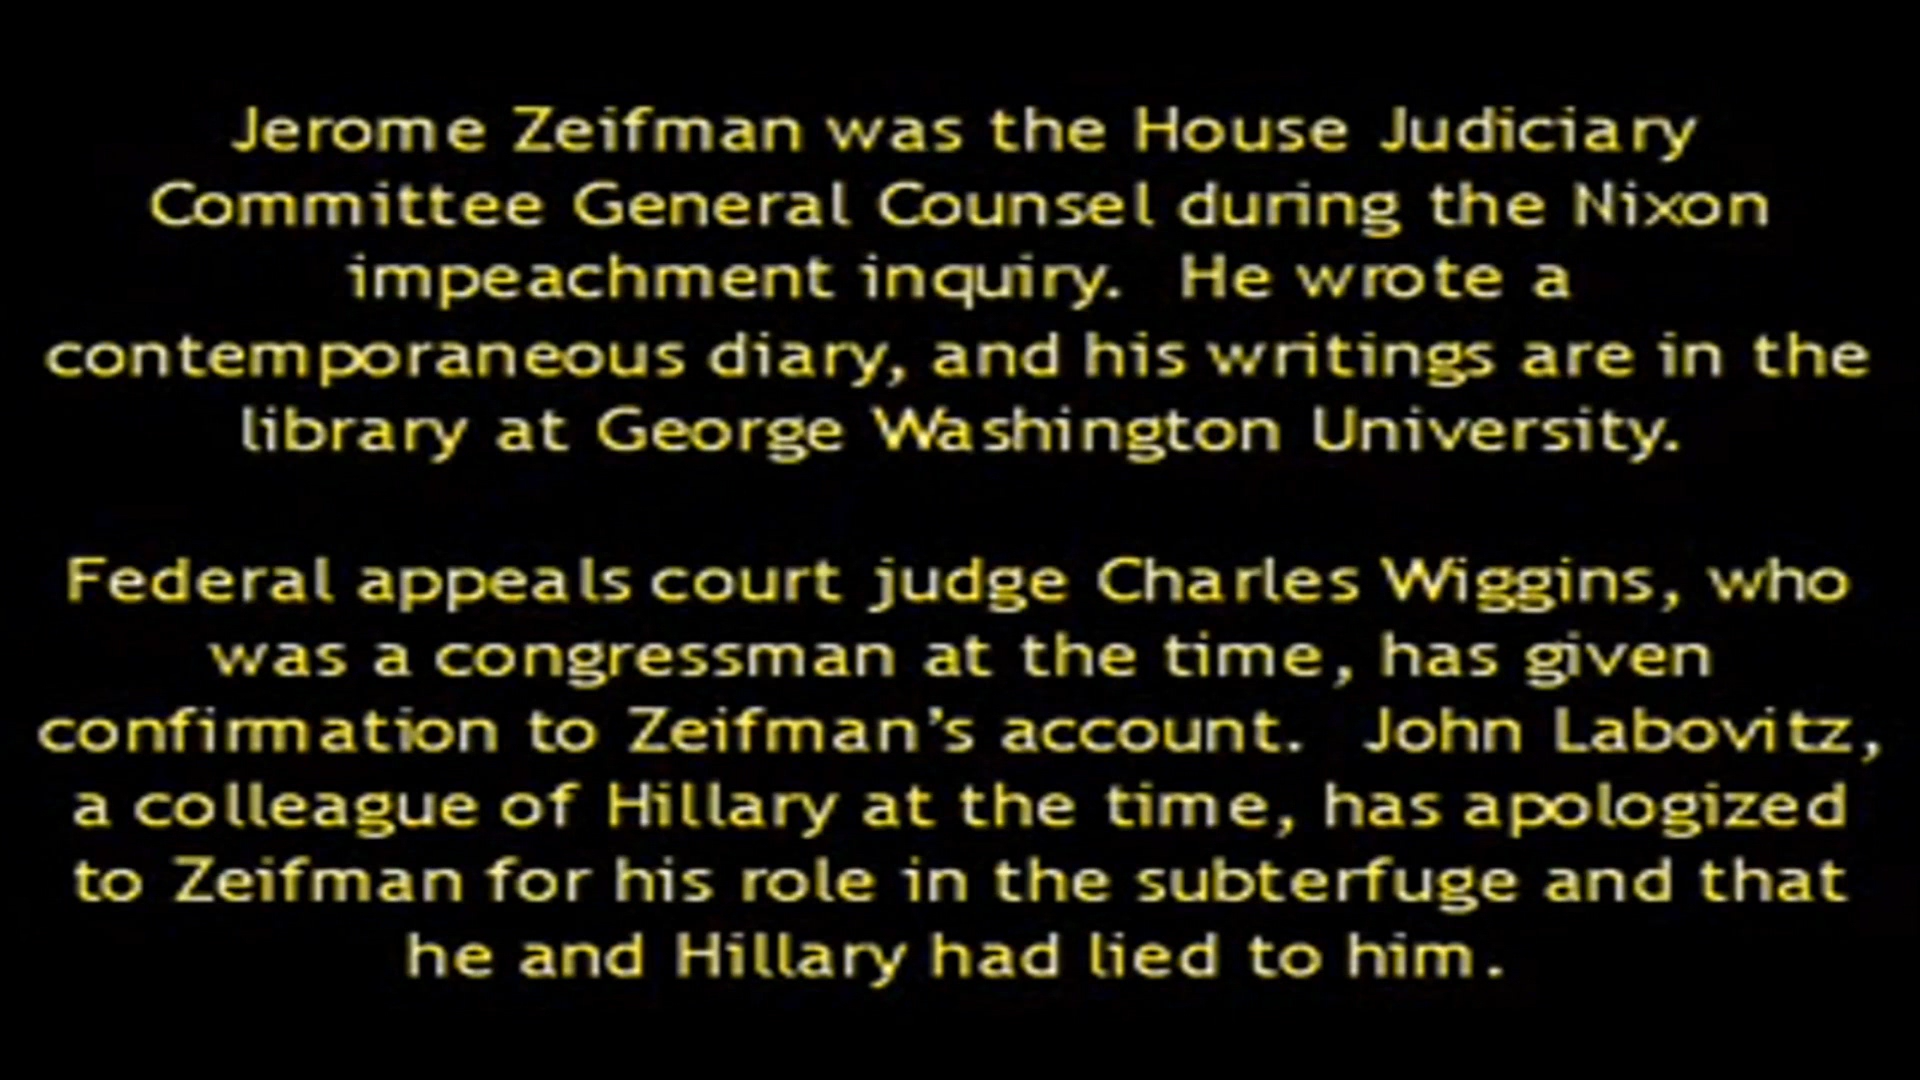 Jerome Zeifman was the House Judiciary
Committee General Counsel during the Nixon
impeachment inquiry. He wrote a
contemporaneous diary, and his writings are in the
library at George Washington University.
Federal appeals court judge Charles Wiggins, who
was a congressman at the time, has given
confirmation to Zeifman’s account. John Labovitz,
a colleague of Hillary at the time, has apologized
to Zeifman for his role in the subterfuge and that
he and Hillary had lied to him.